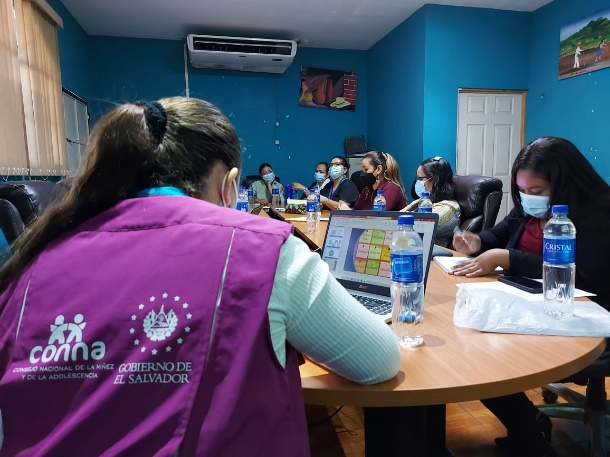 conna
CONSEJO NACIONAL DE LA NIÑEZ
Y DE LA ADOLESCENCIA
GOBIERNO DE
EL SALVADOR
CRISTAL